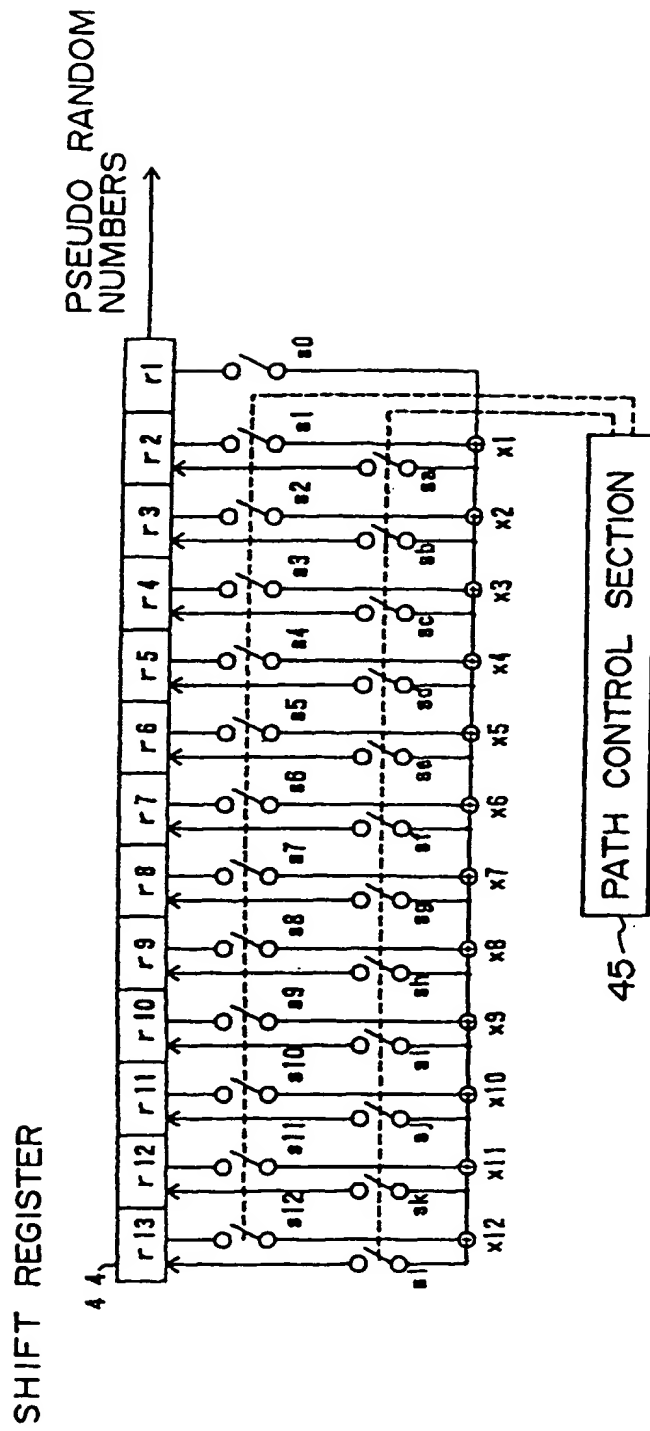 SHIFT REGISTER
PSEUDO RANDOM
NUMBERS
44
r13 r12 r11 r10 r9 r8 r7 r6 r5 r4 r3 r2 r1
s12 s11 s10 s9 s8 s7 s6 s5 s4 s3 s2 s1 s0
sl sk sj si sh sg sf se sd sc sb sa
x12 x11 x10 x9 x8 x7 x6 x5 x4 x3 x2 x1
45 PATH CONTROL SECTION